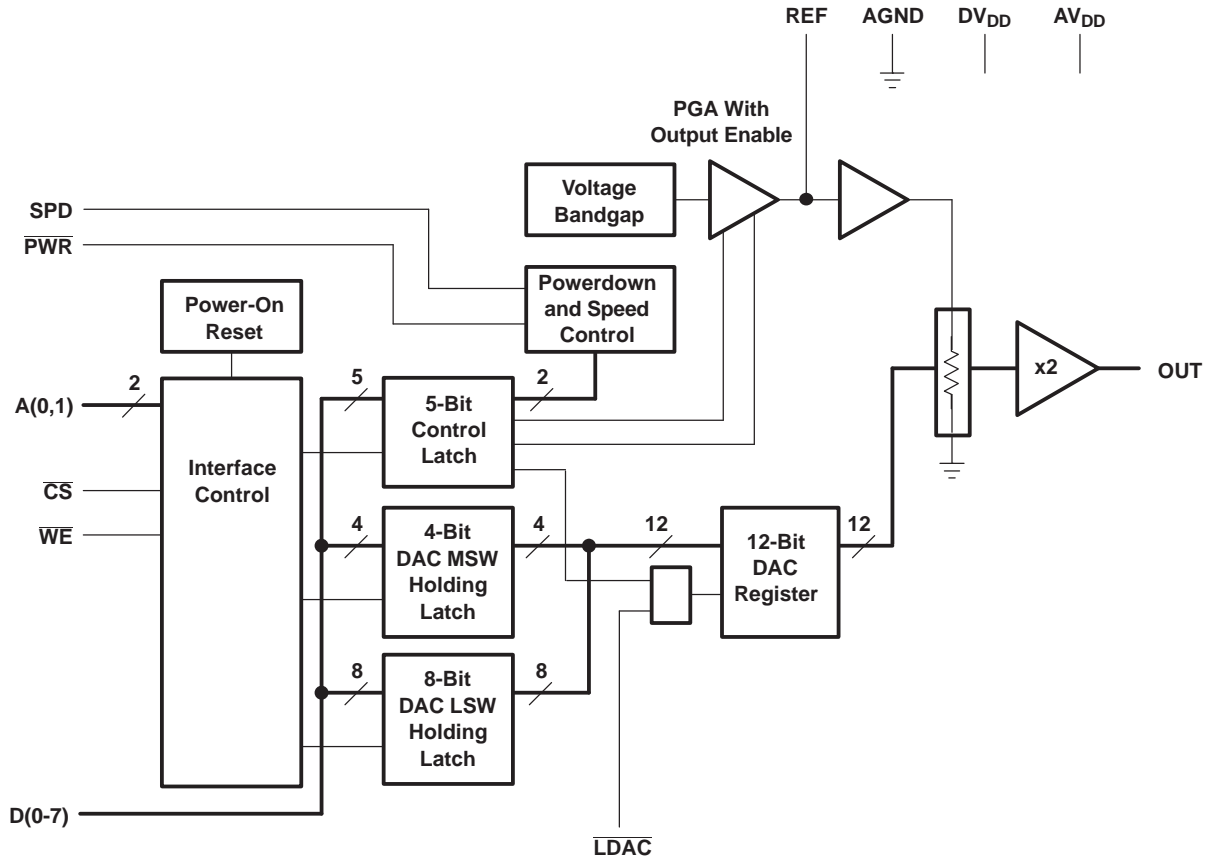 REF AGND DVDD AVDD
PGA With
Output Enable
Voltage
Bandgap
SPD
PWR
Powerdown
and Speed
Control
Power-On
Reset
x2
OUT
2
5
2
A(0,1)
5-Bit
Control
Latch
Interface
Control
CS
WE
4
4-Bit
DAC MSW
Holding
Latch
4
12
12-Bit
DAC
Register
12
8
8-Bit
DAC LSW
Holding
Latch
8
D(0-7)
LDAC